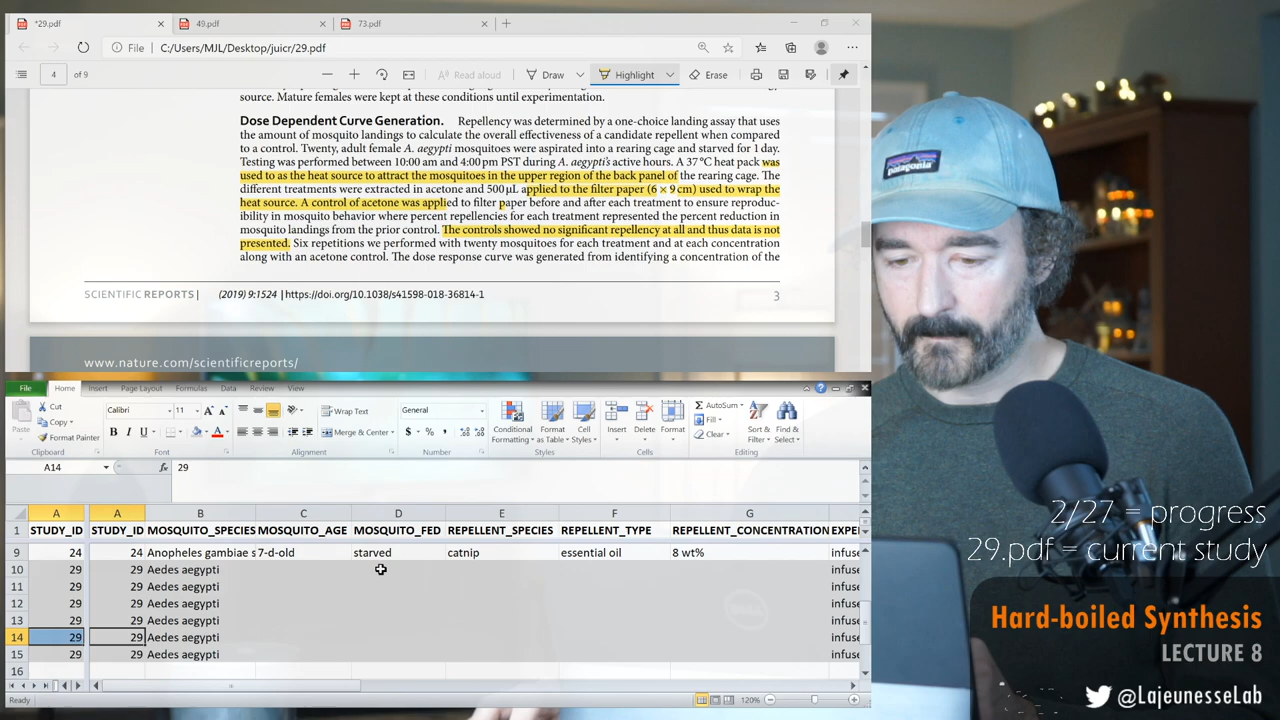 *29.pdf
49.pdf
73.pdf
File C:/Users/MJL/Desktop/juicr/29.pdf
4 of 9 Read aloud Draw Highlight Erase
source. Mature females were kept at these conditions until experimentation.
Dose Dependent Curve Generation. Repellency was determined by a one-choice landing assay that uses
the amount of mosquito landings to calculate the overall effectiveness of a candidate repellent when compared
to a control. Twenty, adult female A. aegypti mosquitoes were aspirated into a rearing cage and starved for 1 day.
Testing was performed between 10:00 am and 4:00 pm PST during A. aegypti's active hours. A 37 °C heat pack was
used to as the heat source to attract the mosquitoes in the upper region of the back panel of the rearing cage. The
different treatments were extracted in acetone and 500 µL applied to the filter paper (6 × 9 cm) used to wrap the
heat source. A control of acetone was applied to filter paper before and after each treatment to ensure reproduc-
ibility in mosquito behavior where percent repellencies for each treatment represented the percent reduction in
mosquito landings from the prior control. The controls showed no significant repellency at all and thus data is not
presented. Six repetitions we performed with twenty mosquitoes for each treatment and at each concentration
along with an acetone control. The dose response curve was generated from identifying a concentration of the
SCIENTIFIC REPORTS | (2019) 9:1524 | https://doi.org/10.1038/s41598-018-36814-1 3
www.nature.com/scientificreports/
File Home Insert Page Layout Formulas Data Review View
Paste Cut Copy Format Painter Clipboard
Calibri 11 B I U Font
Wrap Text Merge & Center Alignment
General $ % , Number
Conditional Formatting Format as Table Cell Styles Styles
Insert Delete Format Cells
AutoSum Fill Clear Sort & Filter Find & Select Editing
A14 fx 29
A A B C D E F G
1 STUDY_ID STUDY_ID MOSQUITO_SPECIES MOSQUITO_AGE MOSQUITO_FED REPELLENT_SPECIES REPELLENT_TYPE REPELLENT_CONCENTRATION EXPE
9 24 24 Anopheles gambiae s 7-d-old starved catnip essential oil 8 wt% infuse
10 29 29 Aedes aegypti infuse
11 29 29 Aedes aegypti infuse
12 29 29 Aedes aegypti infuse
13 29 29 Aedes aegypti infuse
14 29 29 Aedes aegypti infuse
15 29 29 Aedes aegypti infuse
16
Ready 120%
patagonia
2/27 = progress
29.pdf = current study
Hard-boiled Synthesis
LECTURE 8
@LajeunesseLab